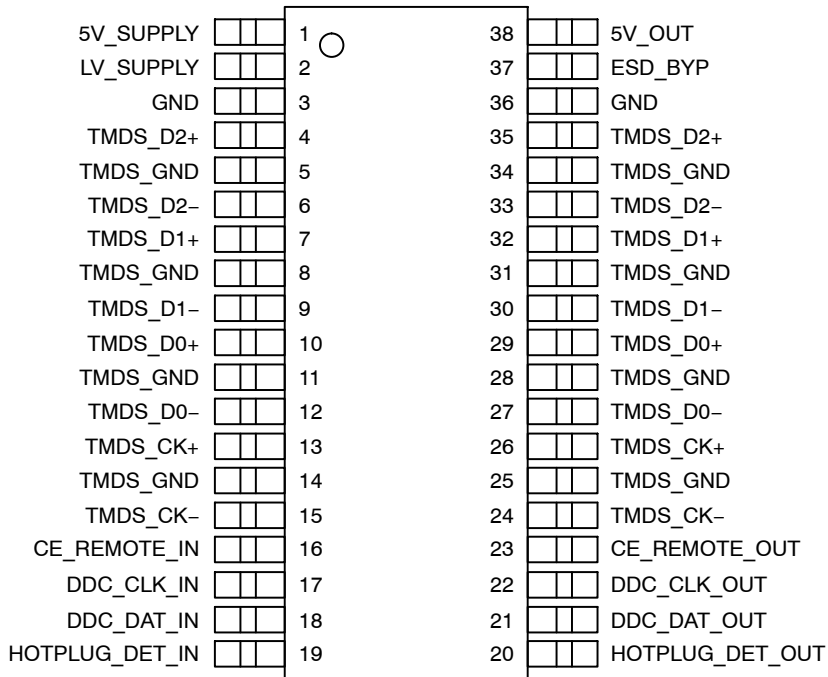 5V_SUPPLY 1 38 5V_OUT
LV_SUPPLY 2 37 ESD_BYP
GND 3 36 GND
TMDS_D2+ 4 35 TMDS_D2+
TMDS_GND 5 34 TMDS_GND
TMDS_D2− 6 33 TMDS_D2−
TMDS_D1+ 7 32 TMDS_D1+
TMDS_GND 8 31 TMDS_GND
TMDS_D1− 9 30 TMDS_D1−
TMDS_D0+ 10 29 TMDS_D0+
TMDS_GND 11 28 TMDS_GND
TMDS_D0− 12 27 TMDS_D0−
TMDS_CK+ 13 26 TMDS_CK+
TMDS_GND 14 25 TMDS_GND
TMDS_CK− 15 24 TMDS_CK−
CE_REMOTE_IN 16 23 CE_REMOTE_OUT
DDC_CLK_IN 17 22 DDC_CLK_OUT
DDC_DAT_IN 18 21 DDC_DAT_OUT
HOTPLUG_DET_IN 19 20 HOTPLUG_DET_OUT